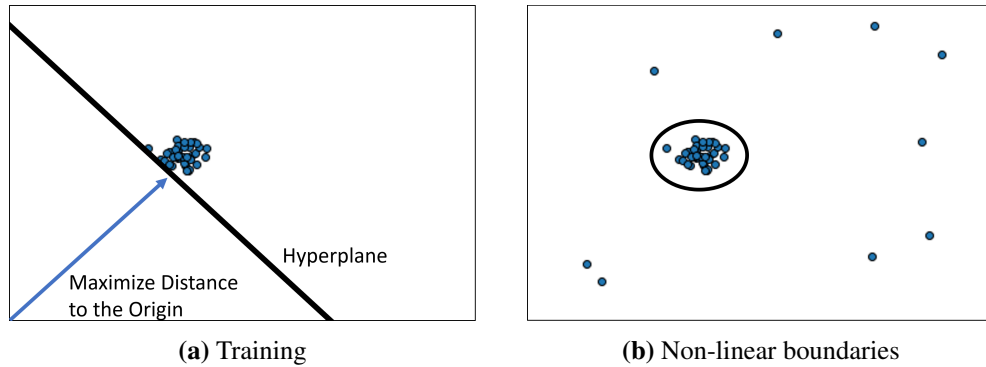 Hyperplane
Maximize Distance
to the Origin
(a) Training
(b) Non-linear boundaries